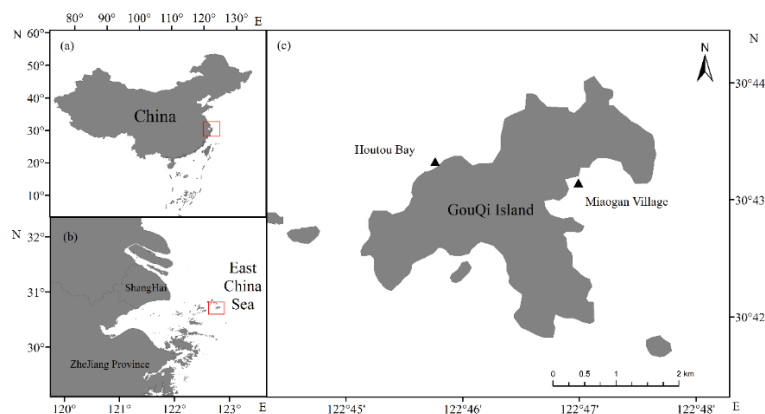 80° 90° 100° 110° 120° 130° E
N 60°
50°
40°
30°
20°
10°
(a)
China
N
32°
31°
30°
(b)
ShangHai
East
China
Sea
ZheJiang Province
120° 121° 122° 123° E
(c)
N
N
30°44
30°43
30°42
Houtou Bay
GouQi Island
Miaogan Village
0 0.5 1 2 km
122°45 122°46 122°47 122°48 E